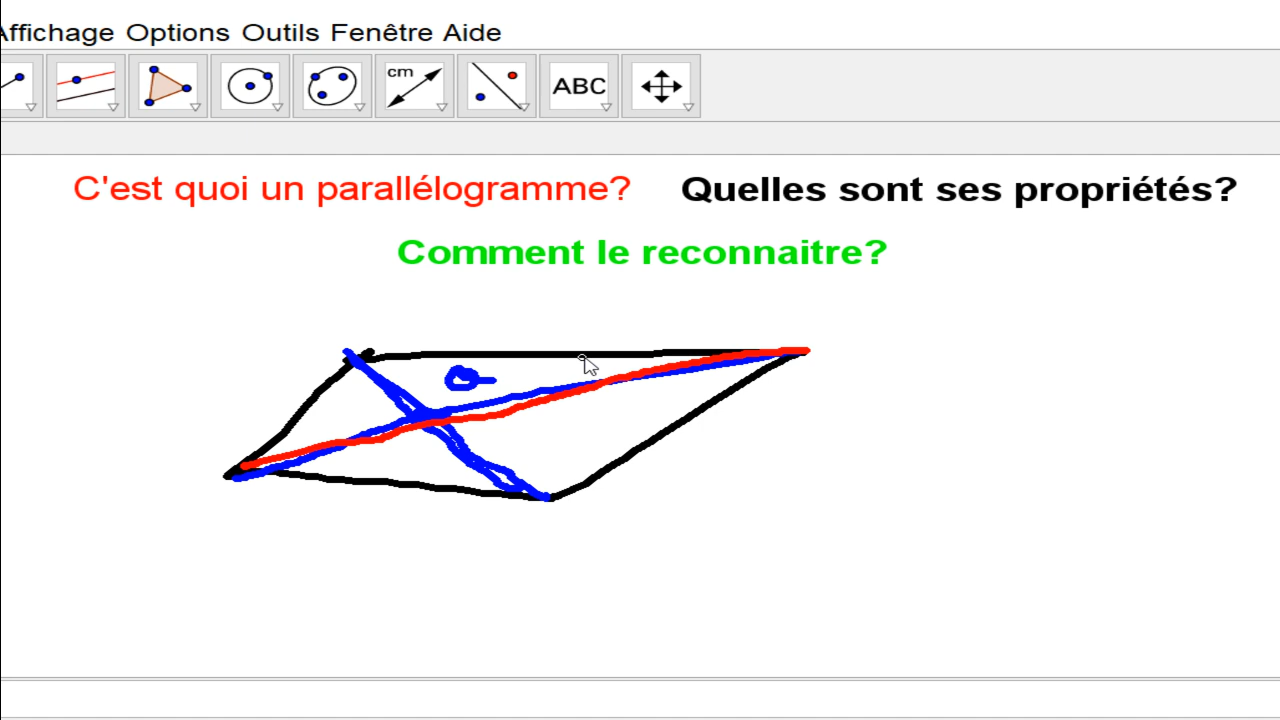 Affichage Options Outils Fenêtre Aide
cm
ABC
C'est quoi un parallélogramme? Quelles sont ses propriétés?
Comment le reconnaitre?